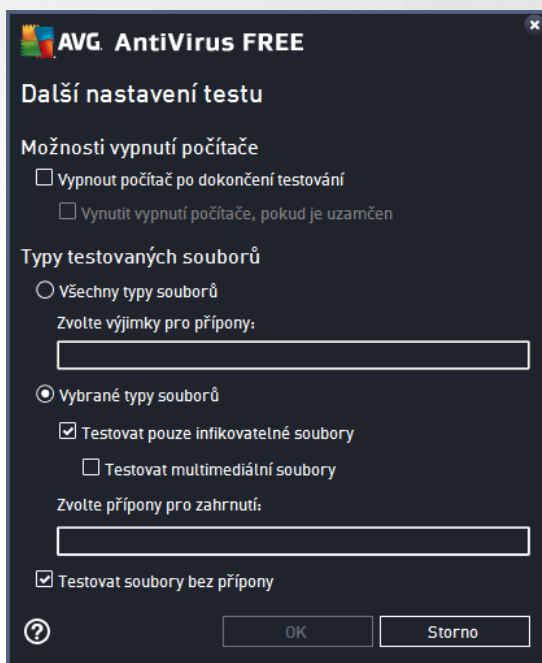 AVG AntiVirus FREE
Další nastavení testu
Možnosti vypnutí počítače
Vypnout počítač po dokončení testování
Vynutit vypnutí počítače, pokud je uzamčen
Typy testovaných souborů
Všechny typy souborů
Zvolte výjimky pro přípony:
Vybrané typy souborů
Testovat pouze infikovatelné soubory
Testovat multimediální soubory
Zvolte přípony pro zahrnutí:
Testovat soubory bez přípony
? OK Storno